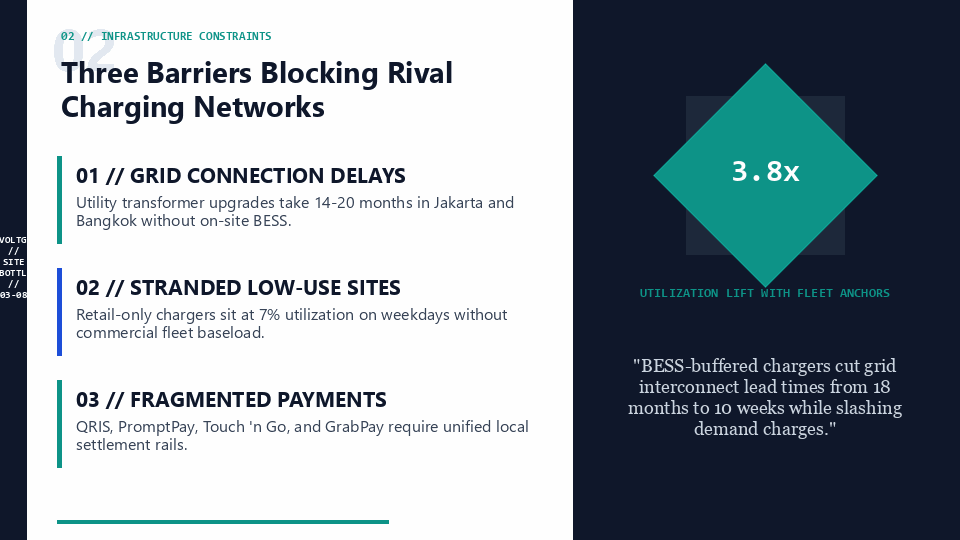 02
02 // INFRASTRUCTURE CONSTRAINTS
Three Barriers Blocking Rival
Charging Networks
01 // GRID CONNECTION DELAYS
Utility transformer upgrades take 14-20 months in Jakarta and
Bangkok without on-site BESS.
02 // STRANDED LOW-USE SITES
Retail-only chargers sit at 7% utilization on weekdays without
commercial fleet baseload.
03 // FRAGMENTED PAYMENTS
QRIS, PromptPay, Touch 'n Go, and GrabPay require unified local
settlement rails.
VOLTG
//
SITE
BOTTL
//
03-08
3.8x
UTILIZATION LIFT WITH FLEET ANCHORS
"BESS-buffered chargers cut grid
interconnect lead times from 18
months to 10 weeks while slashing
demand charges."